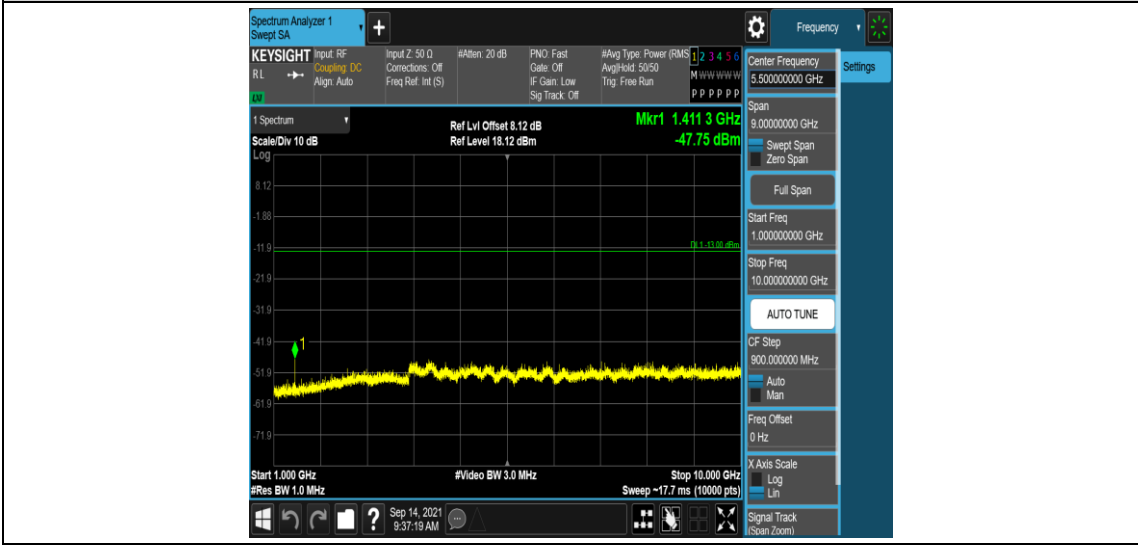 Spectrum Analyzer 1
Swept SA
+
Frequency
KEYSIGHT
RL
LM
Input: RF
Coupling: DC
Align: Auto
Input Z: 50 Ω
Corrections: Off
Freq Ref: Int (S)
#Atten: 20 dB
PNO: Fast
Gate: Off
IF Gain: Low
Sig Track: Off
#Avg Type: Power (RMS
Avg|Hold: 50/50
Trig: Free Run
1 2 3 4 5 6
M W W W W W
P P P P P P
1 Spectrum
Scale/Div 10 dB
Log
Ref Lvl Offset 8.12 dB
Ref Level 18.12 dBm
Mkr1 1.411 3 GHz
-47.75 dBm
8.12
-1.88
-11.9
DL1 -13.00 dBm
-21.9
-31.9
-41.9
1
-51.9
-61.9
-71.9
Start 1.000 GHz
#Res BW 1.0 MHz
#Video BW 3.0 MHz
Stop 10.000 GHz
Sweep ~17.7 ms (10000 pts)
?
Sep 14, 2021
9:37:19 AM
Center Frequency
5.500000000 GHz
Span
9.00000000 GHz
Swept Span
Zero Span
Full Span
Start Freq
1.000000000 GHz
Stop Freq
10.000000000 GHz
AUTO TUNE
CF Step
900.000000 MHz
Auto
Man
Freq Offset
0 Hz
X Axis Scale
Log
Lin
Signal Track
(Span Zoom)
Settings